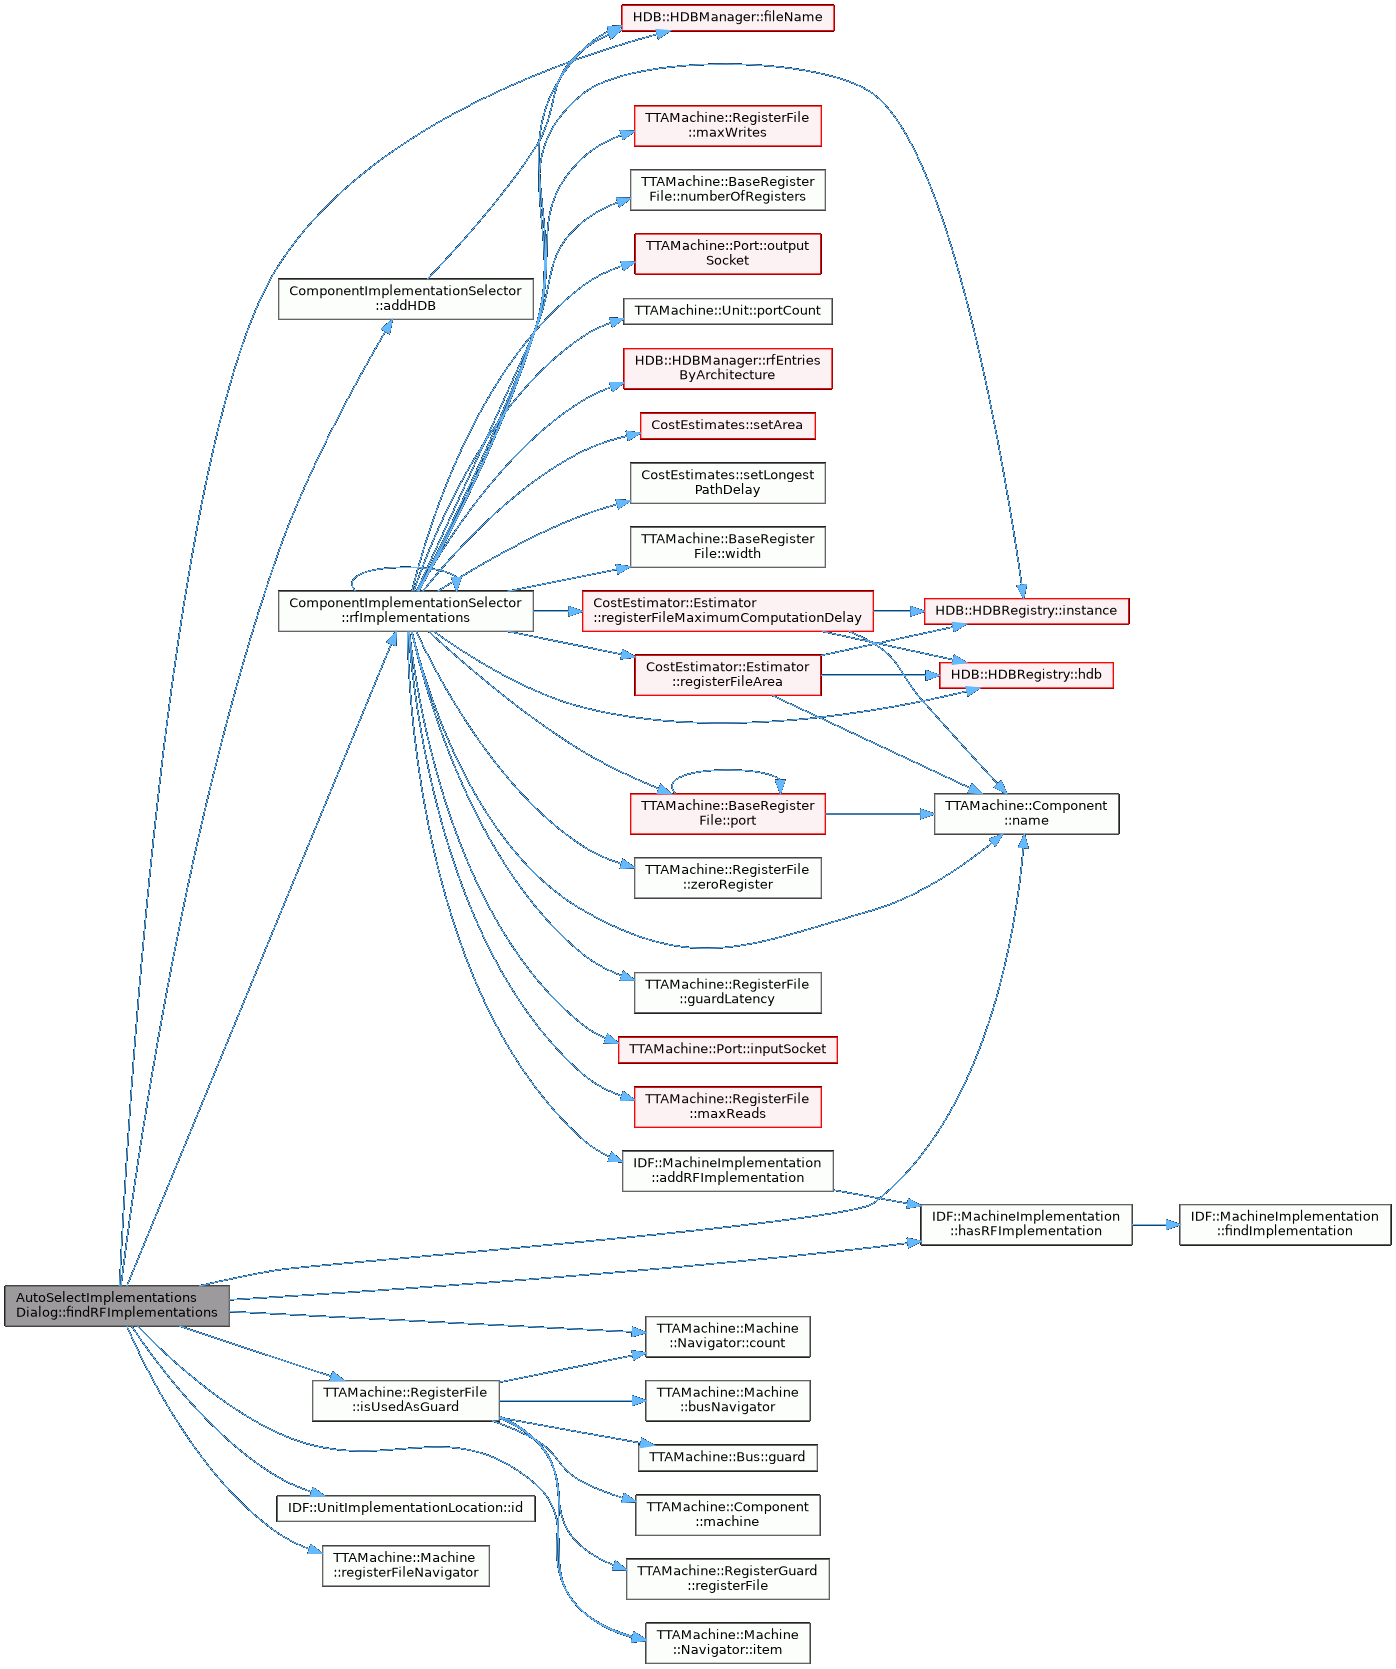 HDB::HDBManager::fileName
TTAMachine::RegisterFile
::maxWrites
TTAMachine::BaseRegister
File::numberOfRegisters
TTAMachine::Port::output
Socket
ComponentImplementationSelector
::addHDB
TTAMachine::Unit::portCount
HDB::HDBManager::rfEntries
ByArchitecture
CostEstimates::setArea
CostEstimates::setLongest
PathDelay
TTAMachine::BaseRegister
File::width
ComponentImplementationSelector
::rfImplementations
CostEstimator::Estimator
::registerFileMaximumComputationDelay
HDB::HDBRegistry::instance
CostEstimator::Estimator
::registerFileArea
HDB::HDBRegistry::hdb
TTAMachine::BaseRegister
File::port
TTAMachine::Component
::name
TTAMachine::RegisterFile
::zeroRegister
TTAMachine::RegisterFile
::guardLatency
TTAMachine::Port::inputSocket
TTAMachine::RegisterFile
::maxReads
IDF::MachineImplementation
::addRFImplementation
IDF::MachineImplementation
::hasRFImplementation
IDF::MachineImplementation
::findImplementation
AutoSelectImplementations
Dialog::findRFImplementations
TTAMachine::Machine
::Navigator::count
TTAMachine::RegisterFile
::isUsedAsGuard
TTAMachine::Machine
::busNavigator
TTAMachine::Bus::guard
IDF::UnitImplementationLocation::id
TTAMachine::Component
::machine
TTAMachine::Machine
::registerFileNavigator
TTAMachine::RegisterGuard
::registerFile
TTAMachine::Machine
::Navigator::item